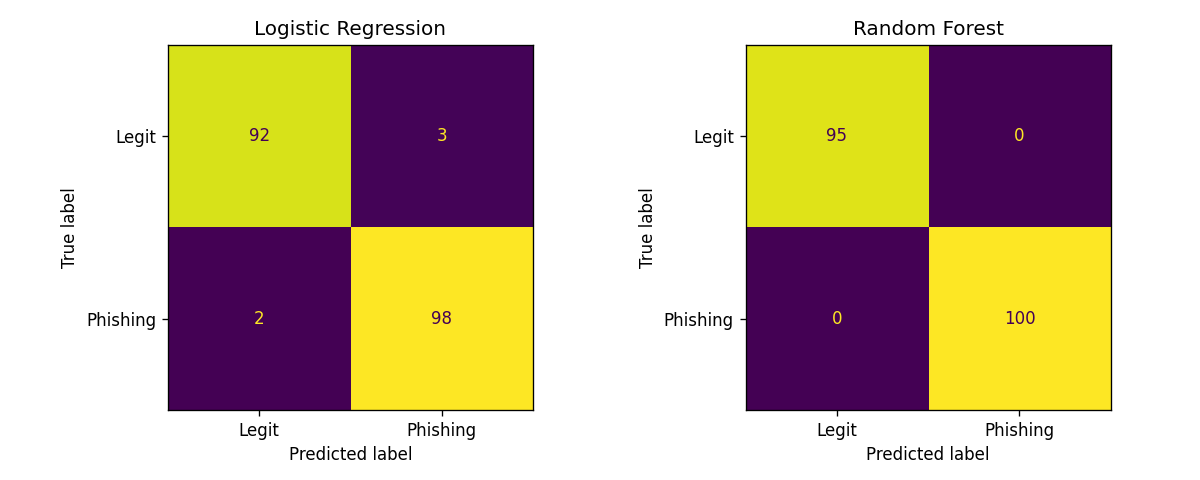 Logistic Regression
True label
Legit
Phishing
92
3
2
98
Legit
Phishing
Predicted label
Random Forest
True label
Legit
Phishing
95
0
0
100
Legit
Phishing
Predicted label